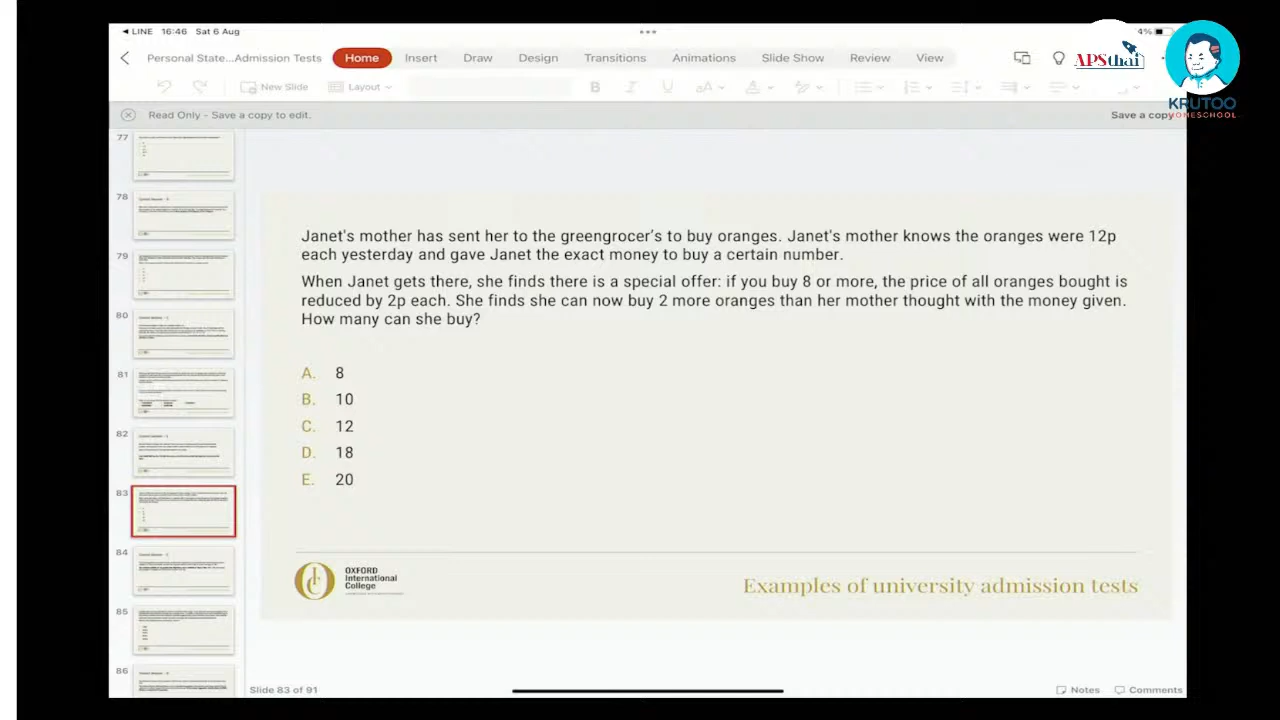 LINE 16:46 Sat 6 Aug
4%
Personal State...Admission Tests Home Insert Draw Design Transitions Animations Slide Show Review View
APSthai
KRUTOO
HOMESCHOOL
New Slide Layout
Read Only - Save a copy to edit.
Save a copy
77
78
79
80
81
82
83
84
85
86
Janet's mother has sent her to the greengrocer's to buy oranges. Janet's mother knows the oranges were 12p
each yesterday and gave Janet the exact money to buy a certain number.
When Janet gets there, she finds there is a special offer: if you buy 8 or more, the price of all oranges bought is
reduced by 2p each. She finds she can now buy 2 more oranges than her mother thought with the money given.
How many can she buy?
A. 8
B. 10
C. 12
D. 18
E. 20
OXFORD
International
College
Examples of university admission tests
Slide 83 of 91
Notes Comments